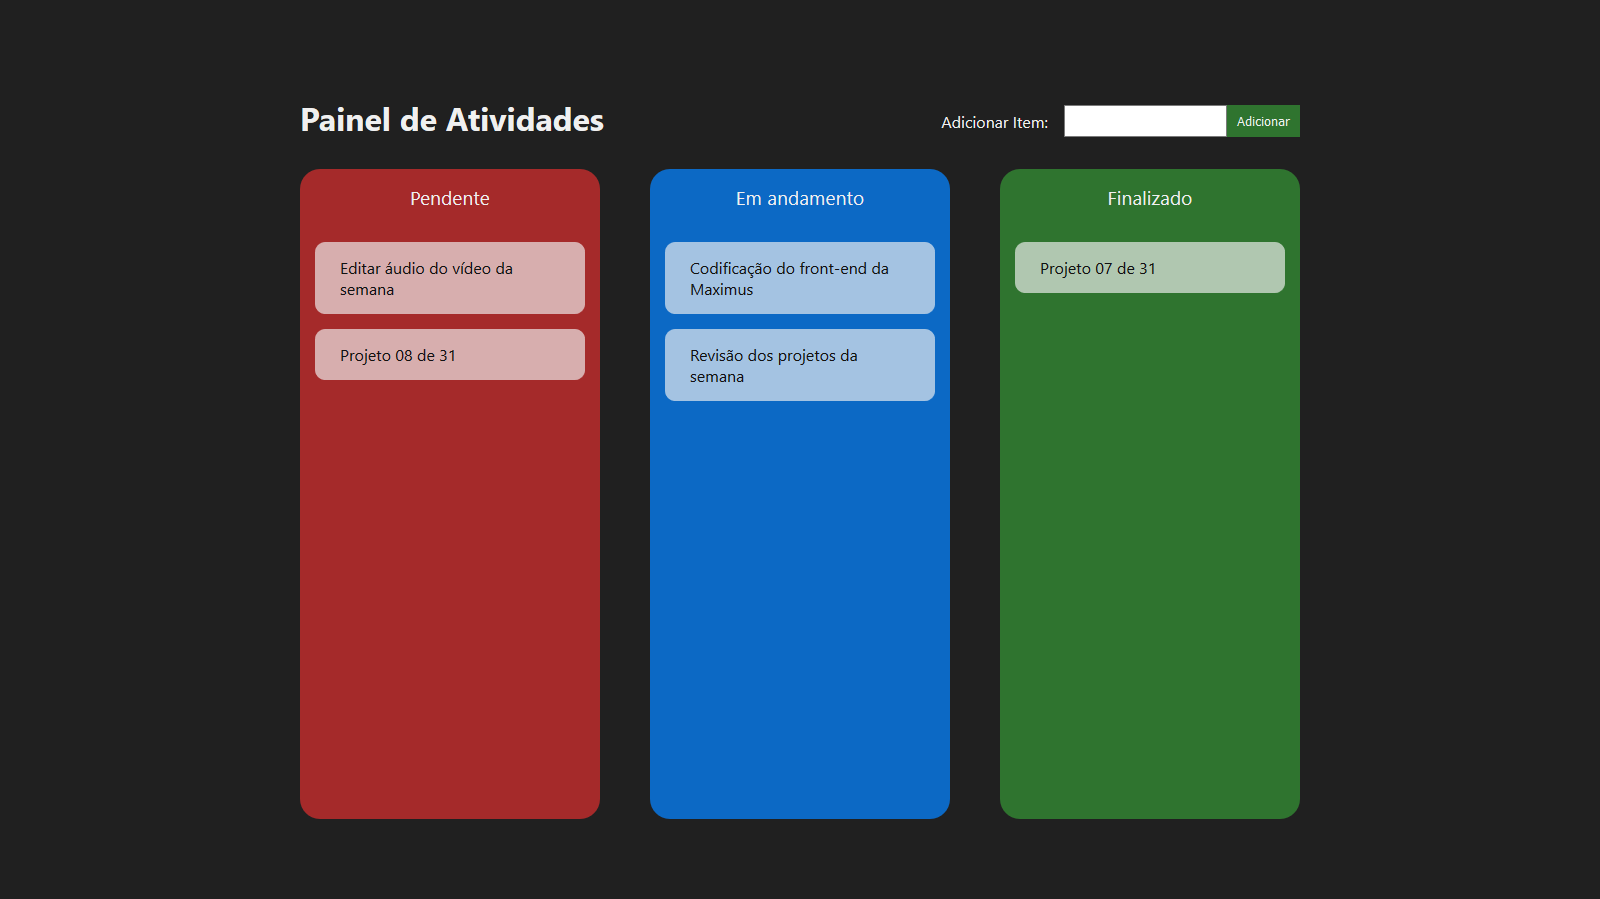 Painel de Atividades
Adicionar Item:
Adicionar
Pendente
Editar áudio do vídeo da
semana
Projeto 08 de 31
Em andamento
Codificação do front-end da
Maximus
Revisão dos projetos da
semana
Finalizado
Projeto 07 de 31